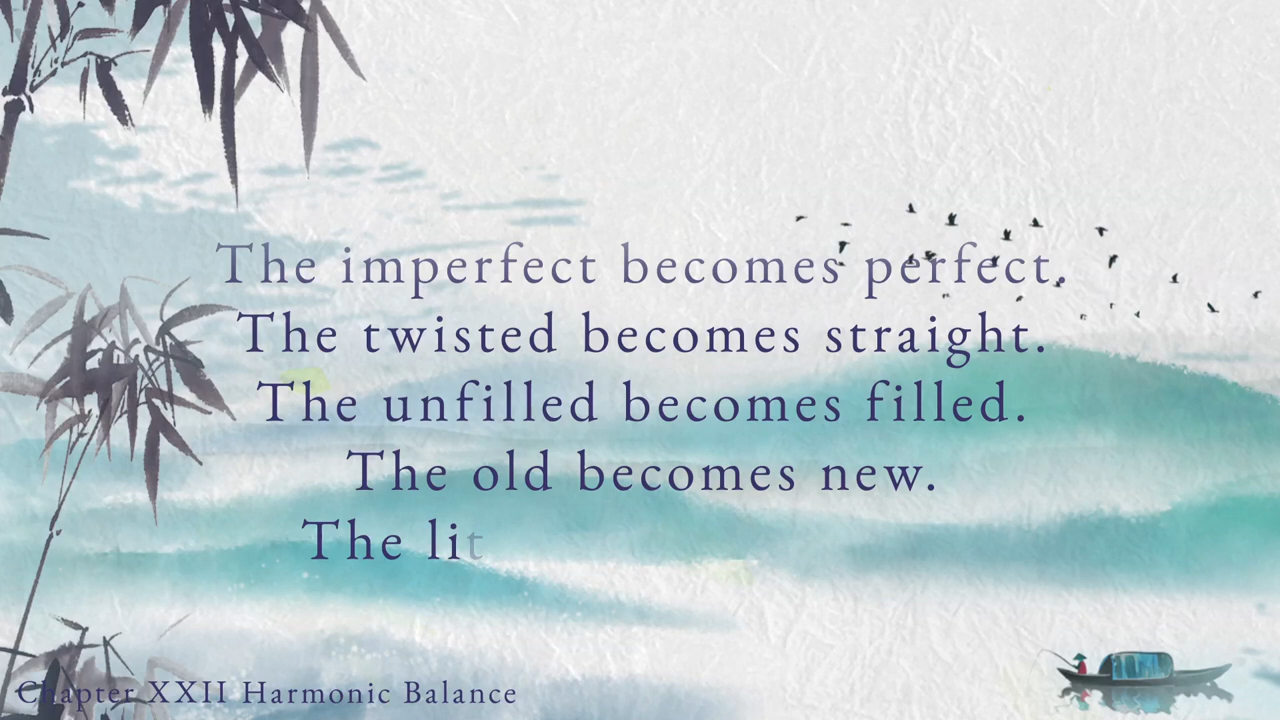 The imperfect becomes perfect.
The twisted becomes straight.
The unfilled becomes filled.
The old becomes new.
The lit
Chapter XXII Harmonic Balance